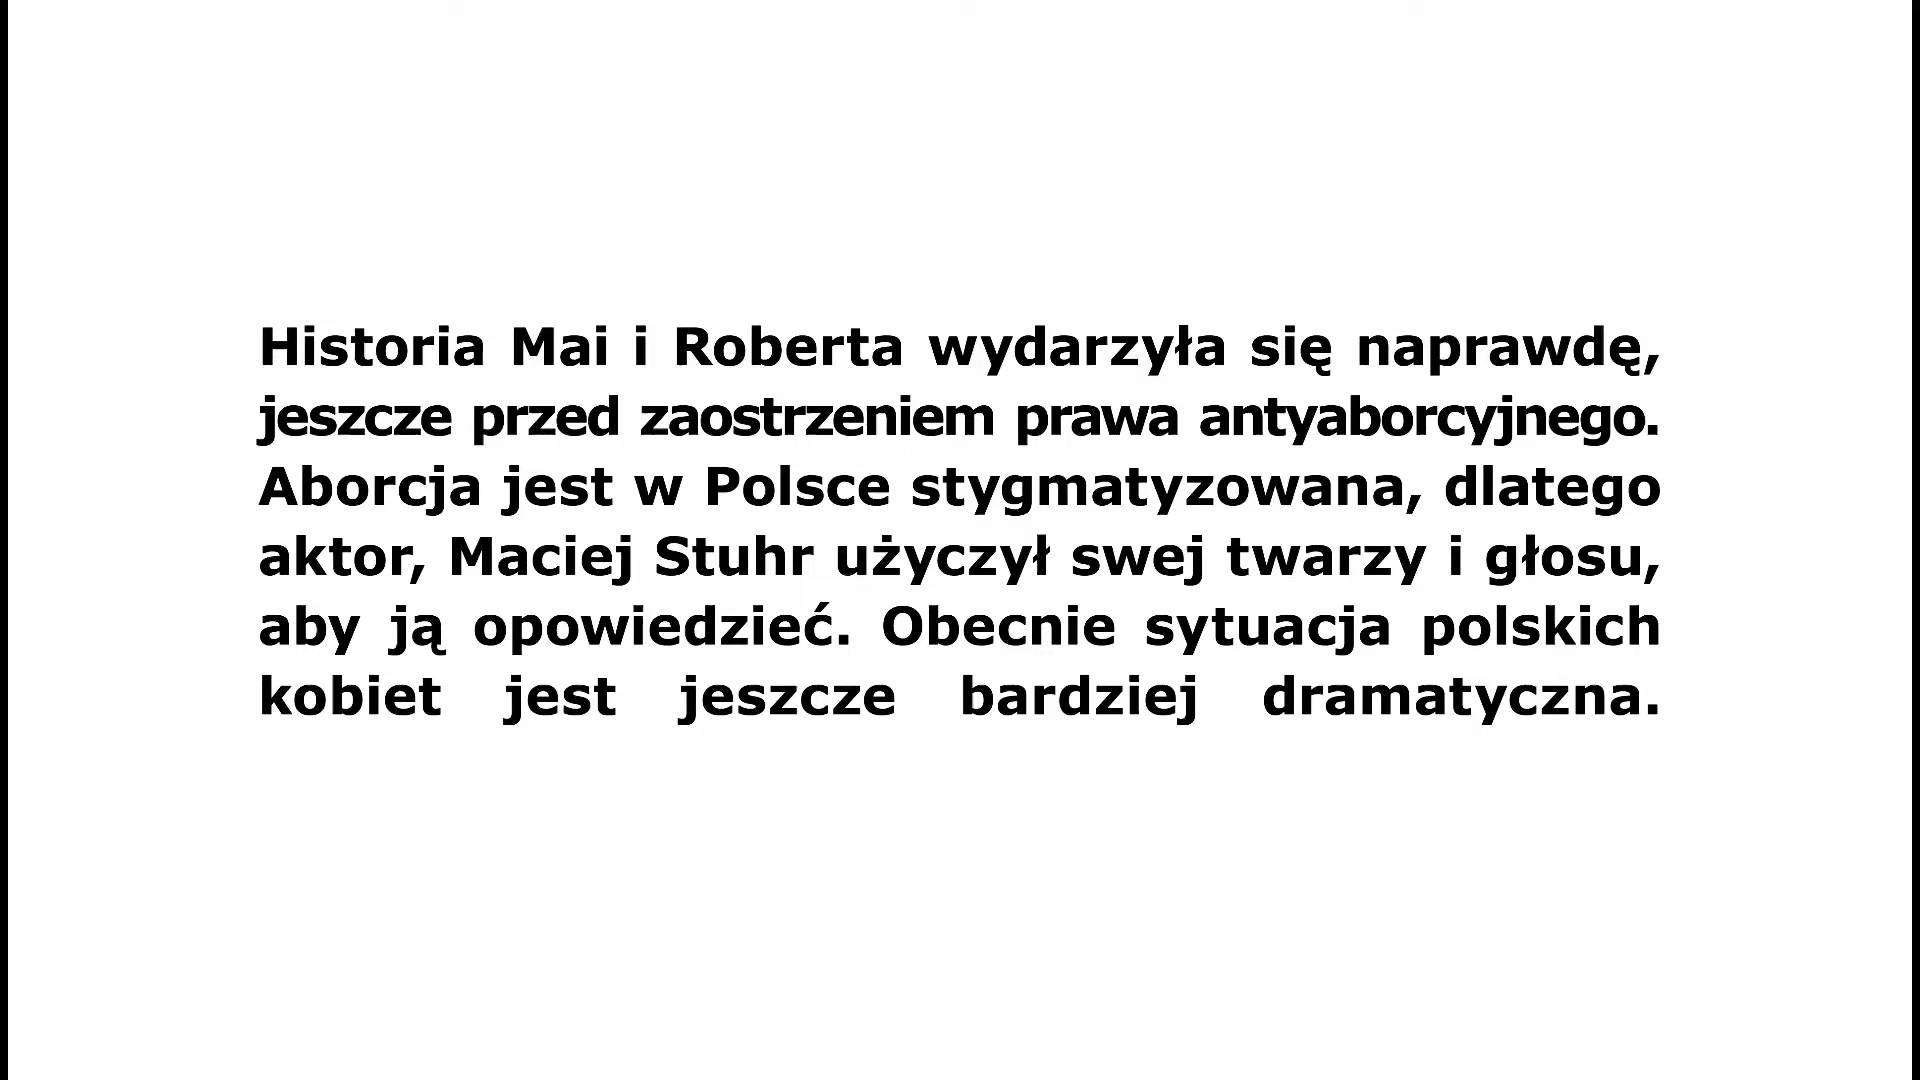 Historia Mai i Roberta wydarzyła się naprawdę,
jeszcze przed zaostrzeniem prawa antyaborcyjnego.
Aborcja jest w Polsce stygmatyzowana, dlatego
aktor, Maciej Stuhr użyczył swej twarzy i głosu,
aby ją opowiedzieć. Obecnie sytuacja polskich
kobiet jest jeszcze bardziej dramatyczna.